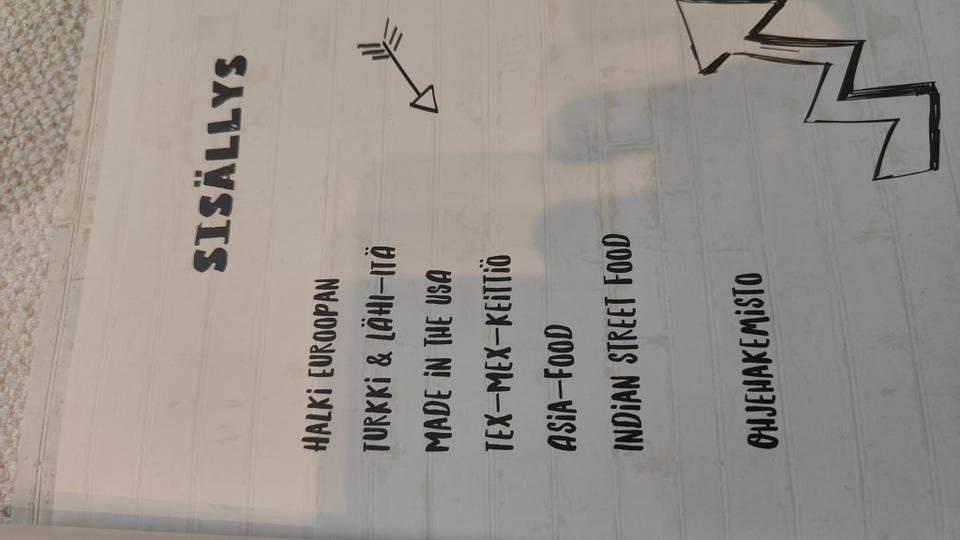 SISÄLLYS
HALKI EUROOPAN
TURKKI & LÄHI-ITÄ
MADE IN THE USA
TEX-MEX-KEITTIÖ
ASIA-FOOD
INDIAN STREET FOOD
OHJEHAKEMISTO